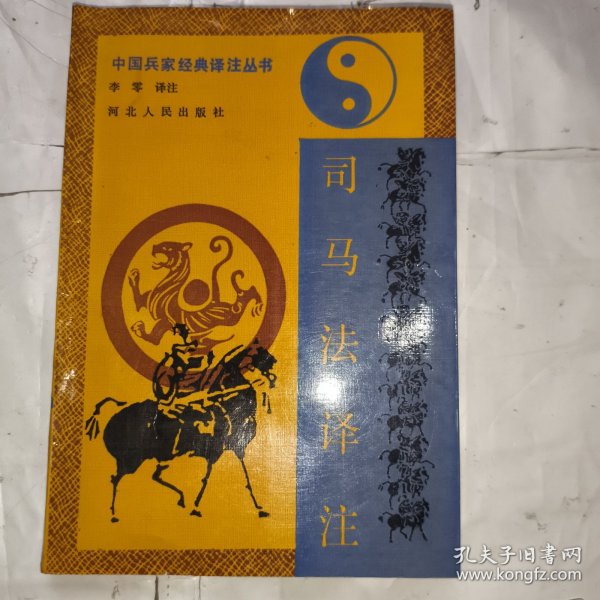 中国兵家经典译注丛书
李零 译注
河北人民出版社
司马法译注
孔夫子旧书网
www.kongfz.com